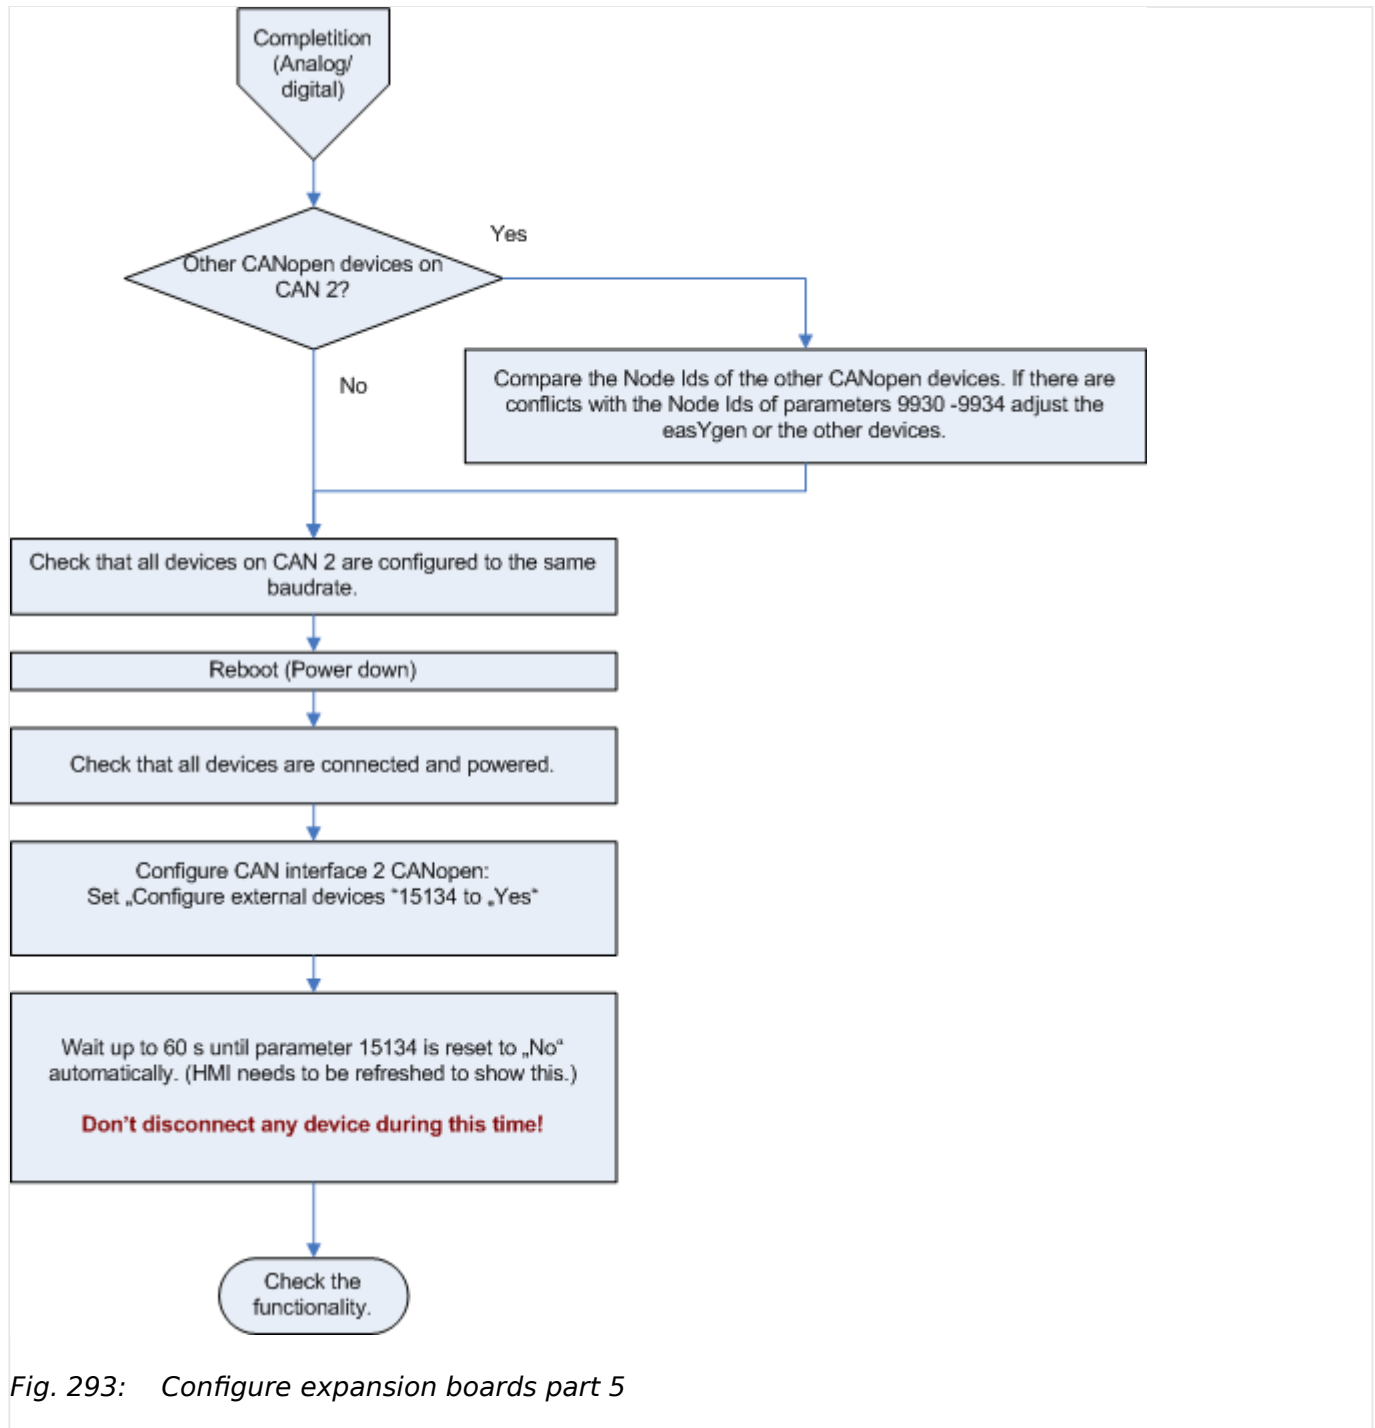 Completition
(Analog/
digital)
Yes
Other CANopen devices on
CAN 2?
No
Compare the Node Ids of the other CANopen devices. If there are
conflicts with the Node Ids of parameters 9930 -9934 adjust the
easYgen or the other devices.
Check that all devices on CAN 2 are configured to the same
baudrate.
Reboot (Power down)
Check that all devices are connected and powered.
Configure CAN interface 2 CANopen:
Set „Configure external devices “15134 to „Yes“
Wait up to 60 s until parameter 15134 is reset to „No“
automatically. (HMI needs to be refreshed to show this.)
Don’t disconnect any device during this time!
Check the
functionality.
Fig. 293: Configure expansion boards part 5